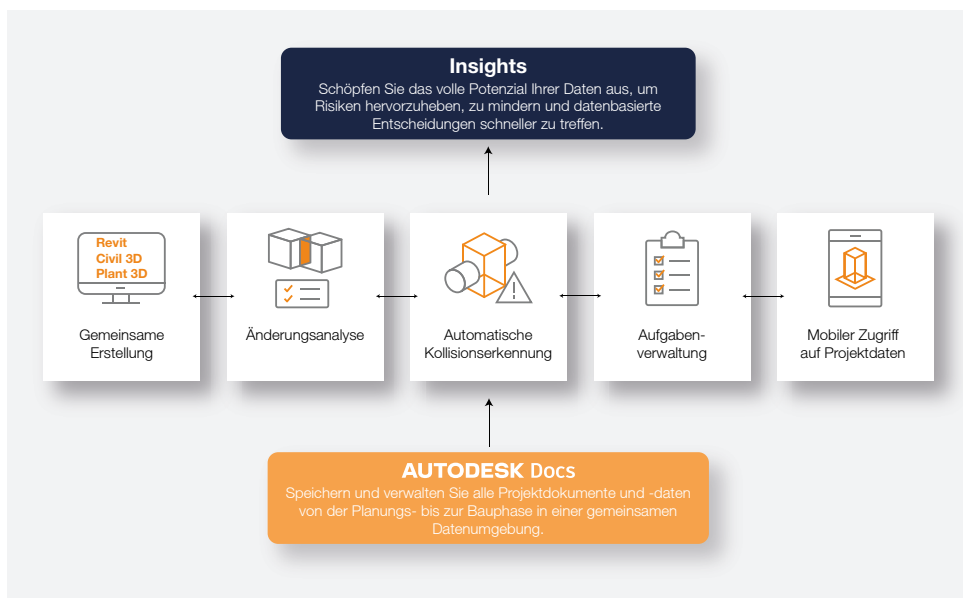 Insights
Schöpfen Sie das volle Potenzial Ihrer Daten aus, um
Risiken hervorzuheben, zu mindern und datenbasierte
Entscheidungen schneller zu treffen.
Revit
Civil 3D
Plant 3D
Gemeinsame
Erstellung
Änderungsanalyse
Automatische
Kollisionserkennung
Aufgaben-
verwaltung
Mobiler Zugriff
auf Projektdaten
AUTODESK Docs
Speichern und verwalten Sie alle Projektdokumente und -daten
von der Planungs- bis zur Bauphase in einer gemeinsamen
Datenumgebung.